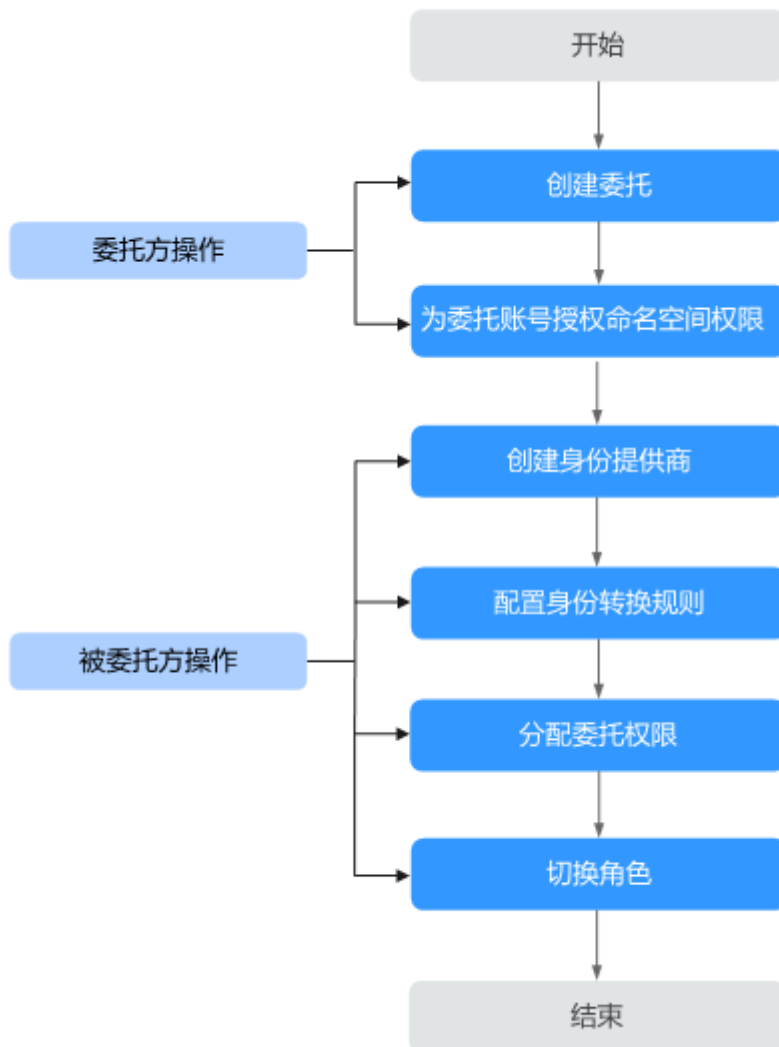 开始
创建委托
委托方操作
为委托账号授权命名空间权限
创建身份提供商
配置身份转换规则
被委托方操作
分配委托权限
切换角色
结束